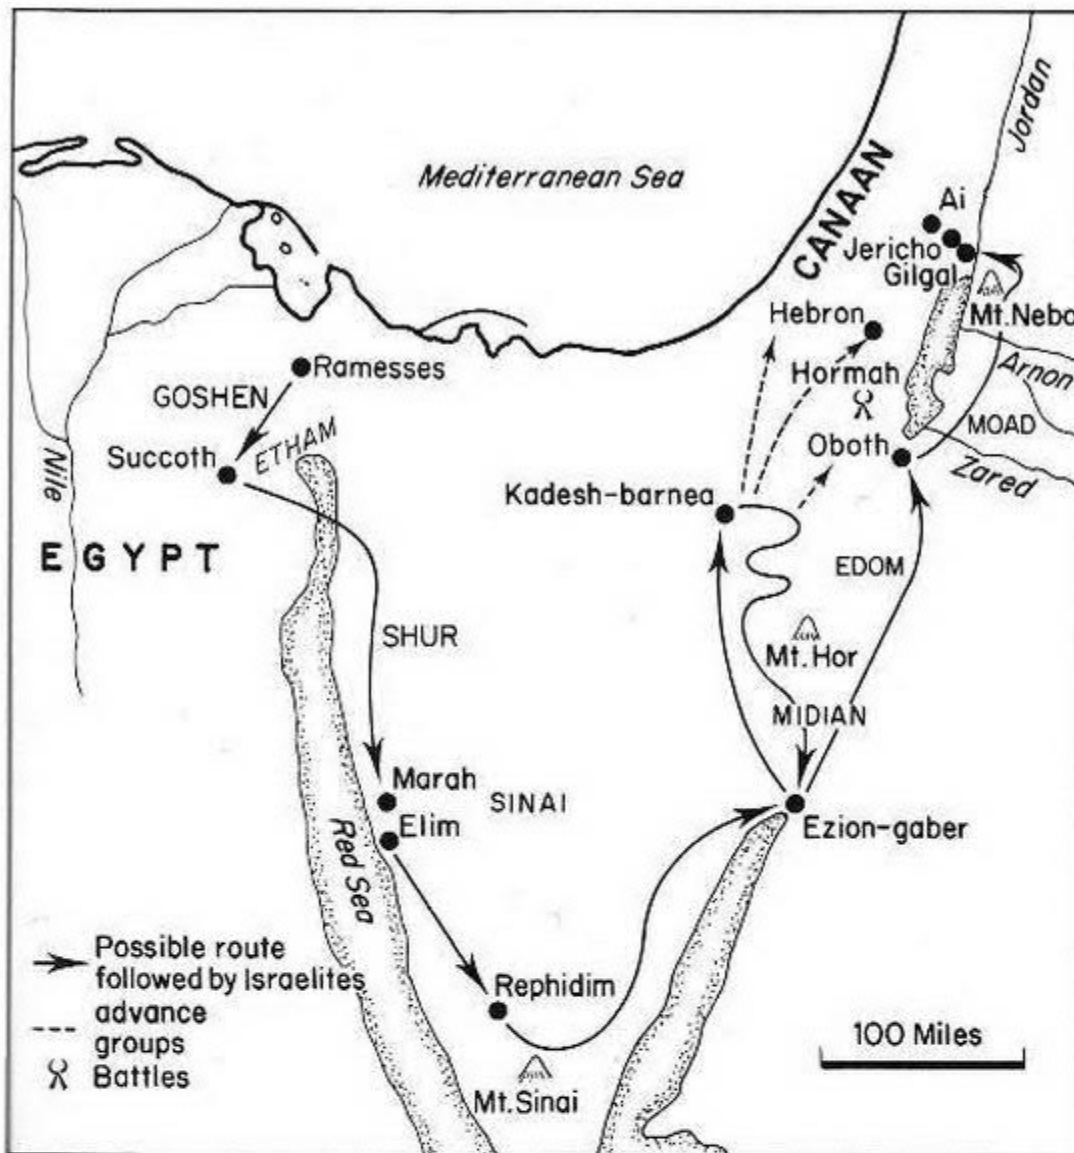 Jordan
Mediterranean Sea
CANAAN
Ai
Jericho
Gilgal
Mt. Nebo
Hebron
Ramesses
Hormah
Arnon
GOSHEN
MOAD
ETHAM
Succoth
Oboth
Zared
Nile
Kadesh-barnea
EGYPT
EDOM
SHUR
Mt. Hor
MIDIAN
Marah
SINAI
Elim
Ezion-gaber
Red Sea
Possible route
followed by Israelites
Rephidim
advance
groups
100 Miles
Battles
Mt. Sinai